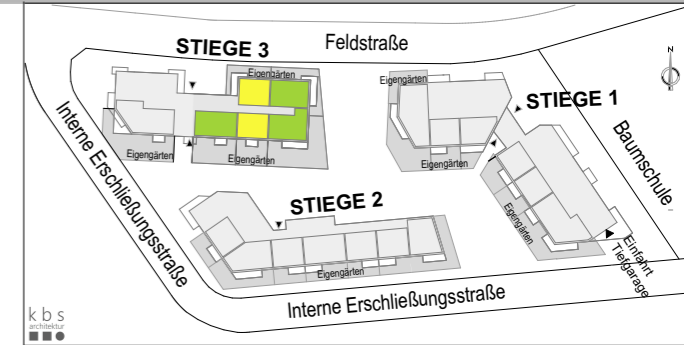 Feldstraße
STIEGE 3
N
Eigengärten
Eigengärten
STIEGE 1
Interne Erschließungsstraße
Baumschule
Eigengärten
Eigengärten
Eigengärten
STIEGE 2
Eigengärten
Einfahrt
Tiefgarage
Eigengärten
Interne Erschließungsstraße
kbs
architektur